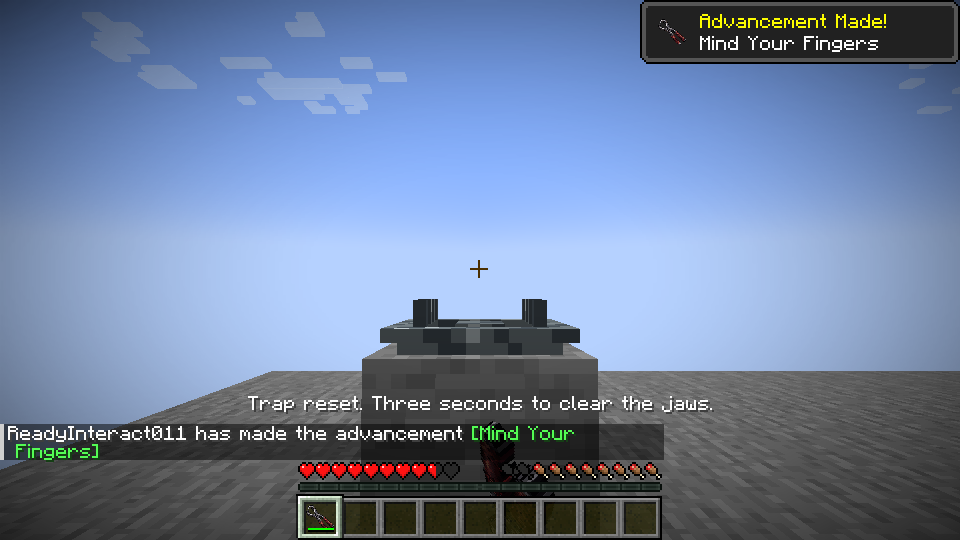 Advancement Made!
Mind Your Fingers
Trap reset. Three seconds to clear the jaws.
ReadyInteract011 has made the advancement [Mind Your
Fingers]